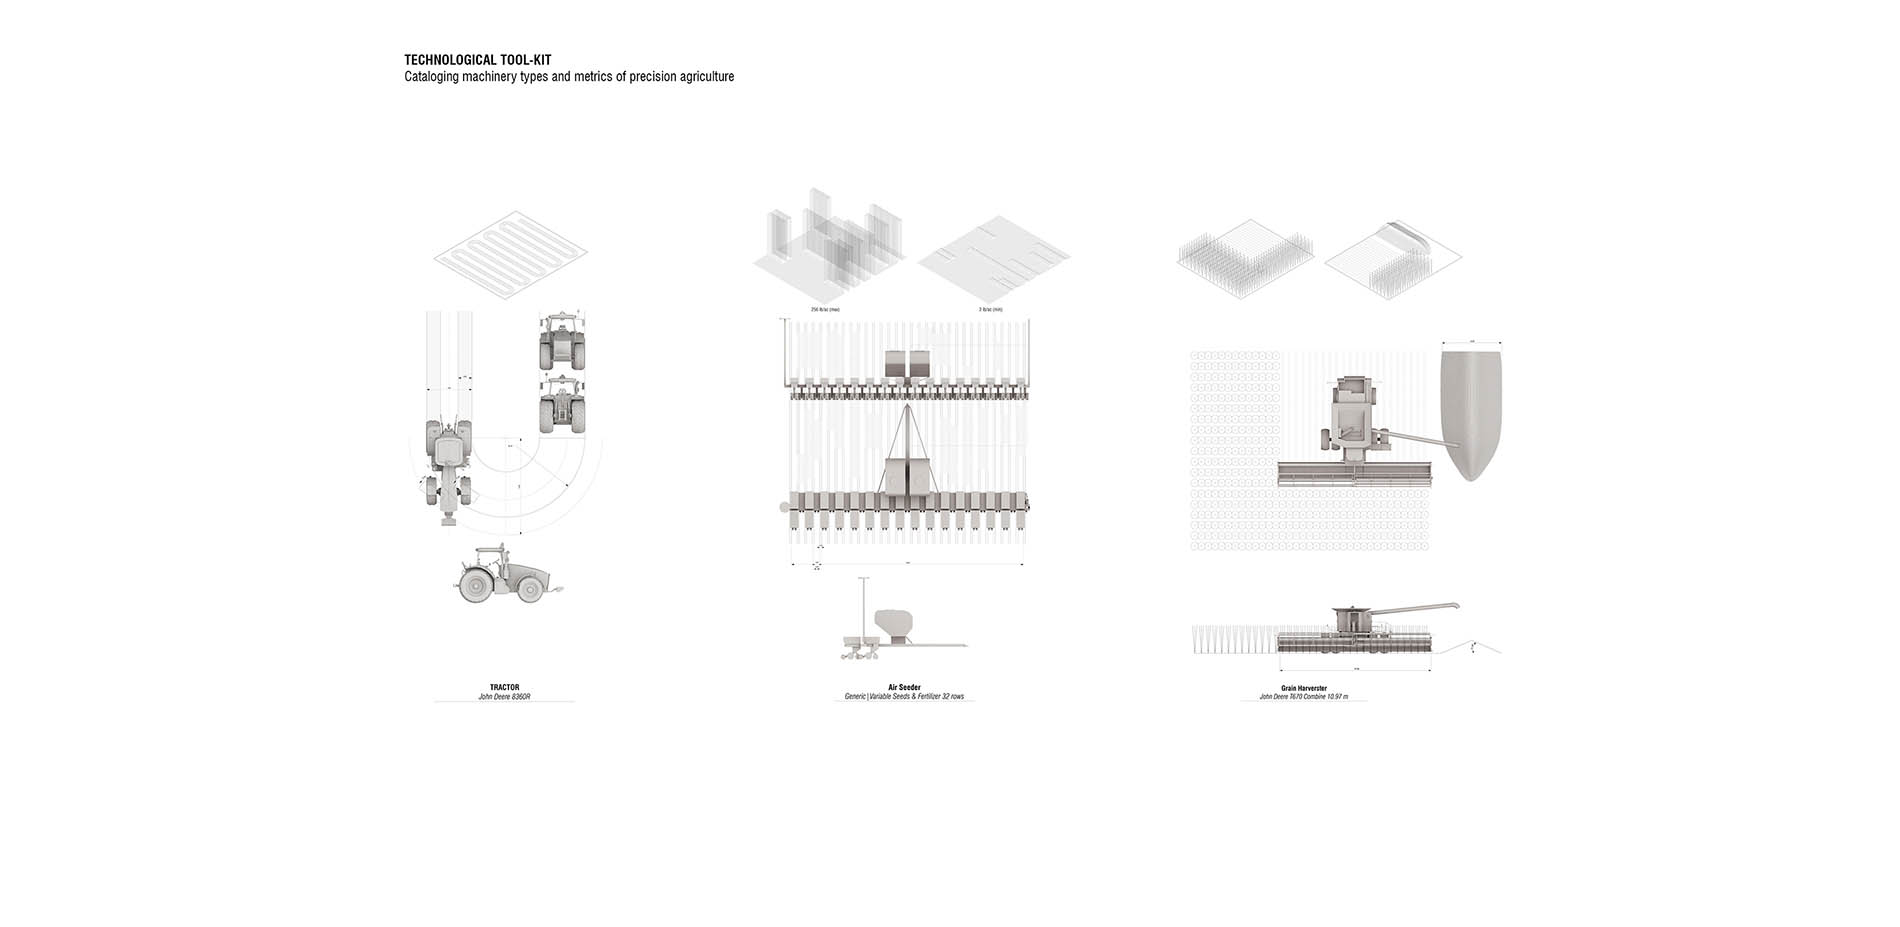 TECHNOLOGICAL TOOL-KIT
Cataloging machinery types and metrics of precision agriculture
256 lb/ac (max)
2 lb/ac (min)
TRACTOR
John Deere 8360R
Air Seeder
Generic | Variable Seeds & Fertilizer 32 rows
Grain Harverster
John Deere T670 Combine 10.97 m